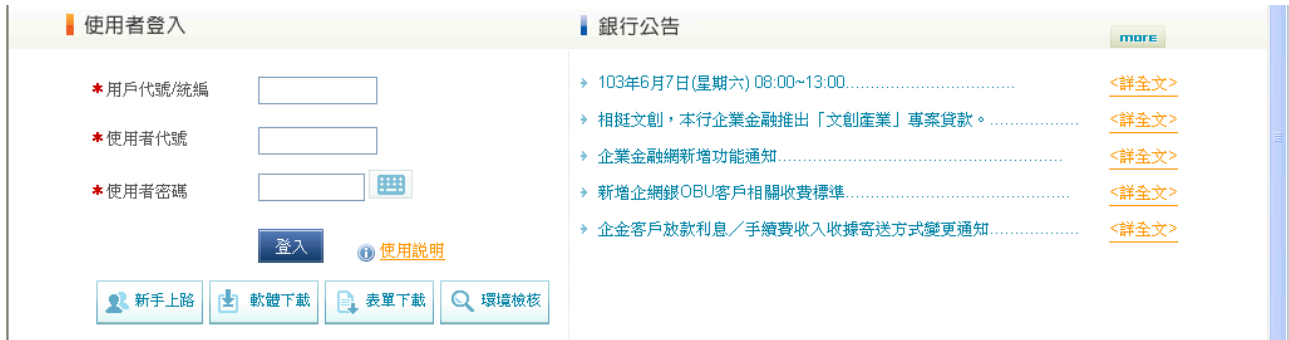 使用者登入
*用戶代號/統編
*使用者代號
*使用者密碼
登入
使用說明
新手上路
軟體下載
表單下載
環境檢核
銀行公告
more
103年6月7日(星期六) 08:00~13:00................................ <詳全文>
相挺文創，本行企業金融推出「文創產業」專案貸款。................. <詳全文>
企業金融網新增功能通知...................................................... <詳全文>
新增企網銀OBU客戶相關收費標準........................................... <詳全文>
企金客戶放款利息／手續費收入收據寄送方式變更通知................. <詳全文>